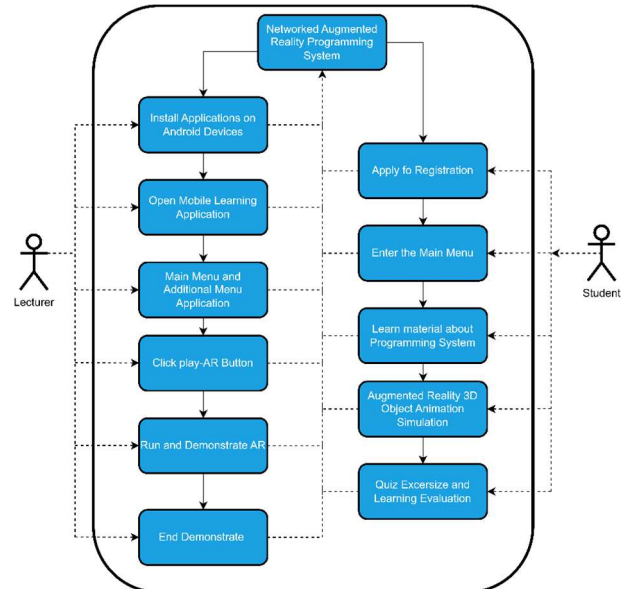 Networked Augmented
Reality Programming
System
Install Applications on
Android Devices
Open Mobile Learning
Application
Main Menu and
Additional Menu
Application
Click play-AR Button
Run and Demonstrate AR
End Demonstrate
Apply fo Registration
Enter the Main Menu
Learn material about
Programming System
Augmented Reality 3D
Object Animation
Simulation
Quiz Excersize and
Learning Evaluation
Lecturer
Student